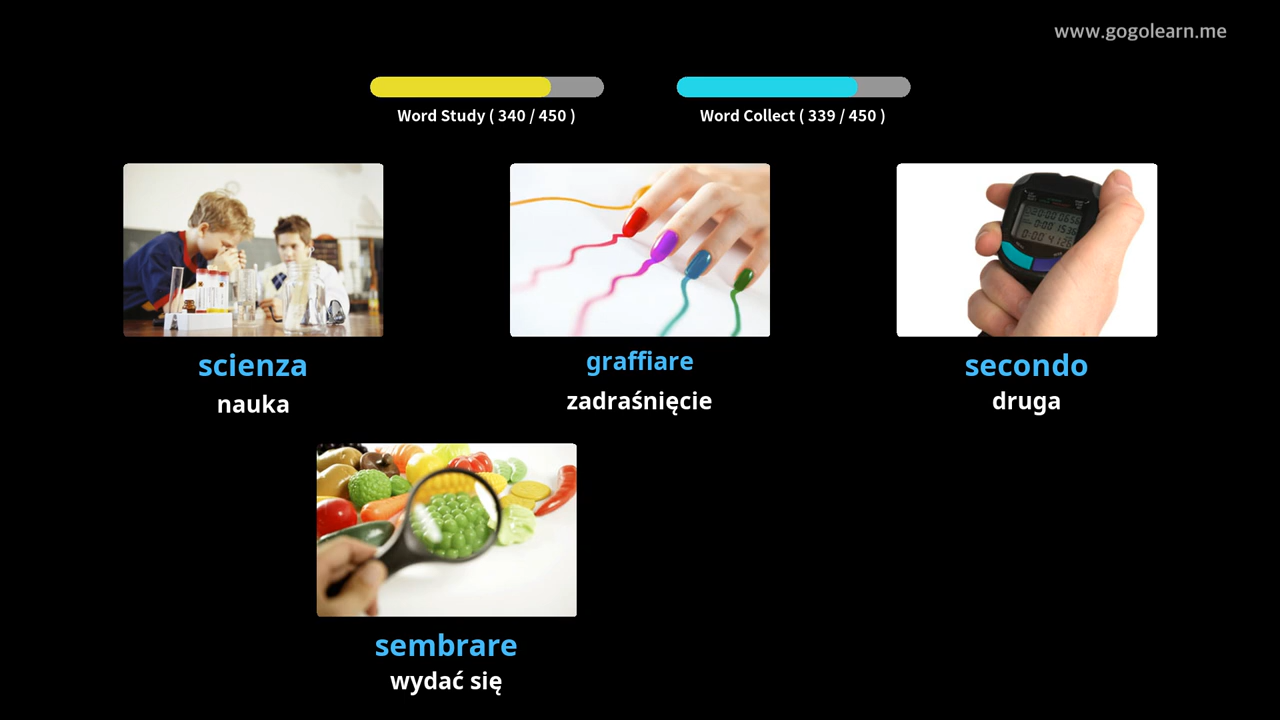 www.gogolearn.me
Word Study ( 340 / 450 )
Word Collect ( 339 / 450 )
scienza
nauka
graffiare
zadraśnięcie
secondo
druga
sembrare
wydać się